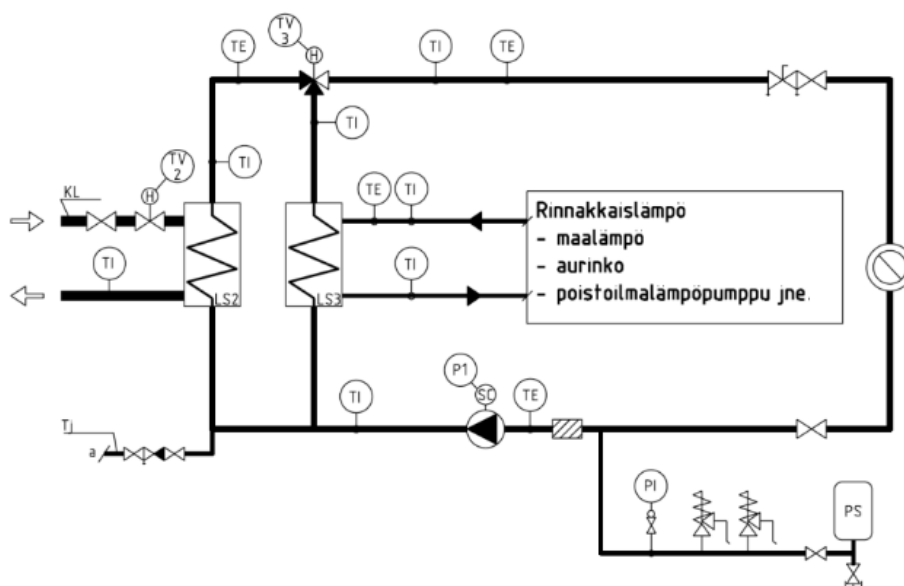 TV
3
H
TE
TI
TE
TI
TI
TV
2
H
KL
TE
TI
Rinnakkaislämpö
- maalämpö
- aurinko
- poistoilmalämpöpumppu jne.
TI
TI
LS2
LS3
P1
SC
TI
TE
Tj
a
PI
PS